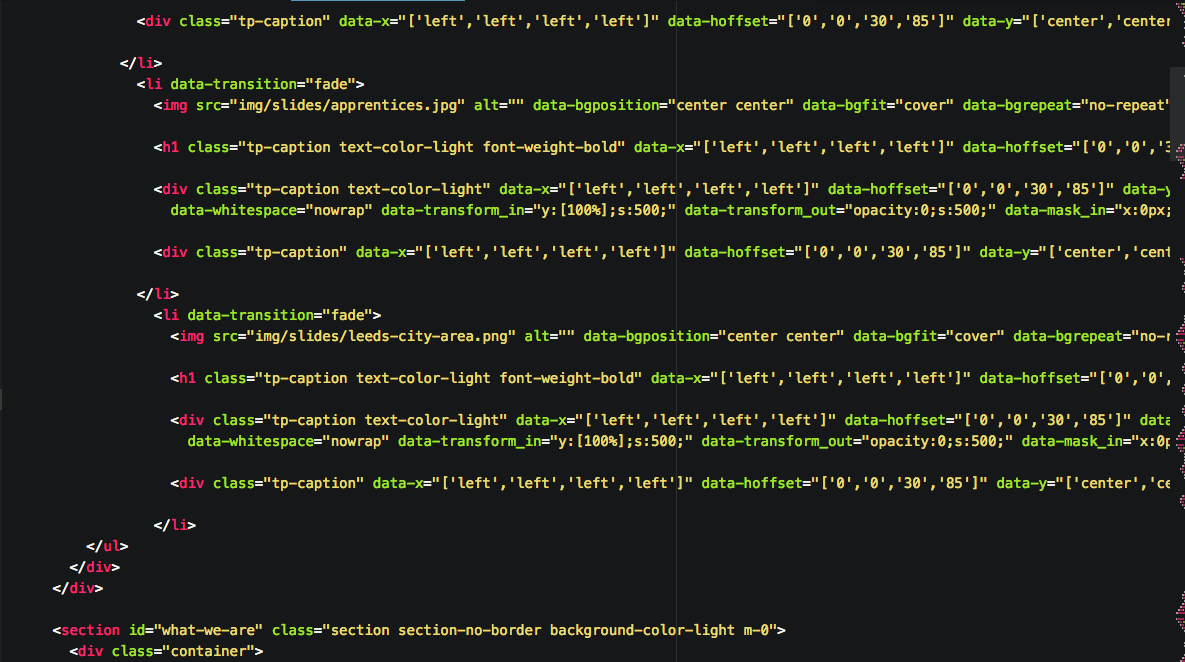 <div class="tp-caption" data-x="['left','left','left','left']" data-hoffset="['0','0','30','85']" data-y="['center','center
</li>
<li data-transition="fade">
<img src="img/slides/apprentices.jpg" alt="" data-bgposition="center center" data-bgfit="cover" data-bgrepeat="no-repeat"
<h1 class="tp-caption text-color-light font-weight-bold" data-x="['left','left','left','left']" data-hoffset="['0','0','3
<div class="tp-caption text-color-light" data-x="['left','left','left','left']" data-hoffset="['0','0','30','85']" data-y
data-whitespace="nowrap" data-transform_in="y:[100%];s:500;" data-transform_out="opacity:0;s:500;" data-mask_in="x:0px;
<div class="tp-caption" data-x="['left','left','left','left']" data-hoffset="['0','0','30','85']" data-y="['center','cent
</li>
<li data-transition="fade">
<img src="img/slides/leeds-city-area.png" alt="" data-bgposition="center center" data-bgfit="cover" data-bgrepeat="no-r
<h1 class="tp-caption text-color-light font-weight-bold" data-x="['left','left','left','left']" data-hoffset="['0','0',
<div class="tp-caption text-color-light" data-x="['left','left','left','left']" data-hoffset="['0','0','30','85']" data
data-whitespace="nowrap" data-transform_in="y:[100%];s:500;" data-transform_out="opacity:0;s:500;" data-mask_in="x:0p
<div class="tp-caption" data-x="['left','left','left','left']" data-hoffset="['0','0','30','85']" data-y="['center','ce
</li>
</ul>
</div>
</div>
<section id="what-we-are" class="section section-no-border background-color-light m-0">
<div class="container">